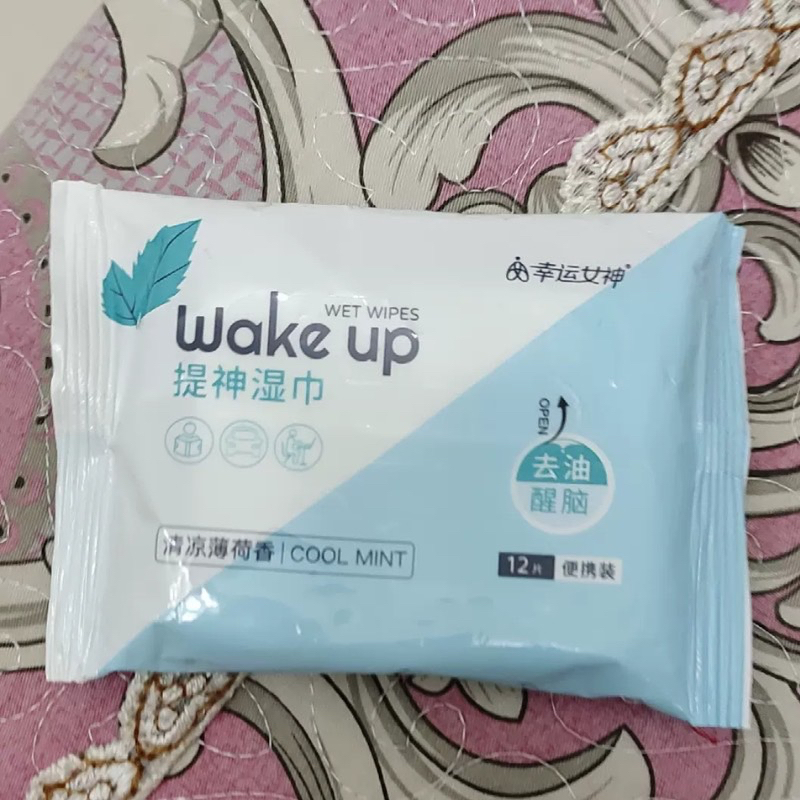 幸运女神
WET WIPES
wake up
提神湿巾
OPEN
去油
醒脑
清凉薄荷香 | COOL MINT
12片 便携装